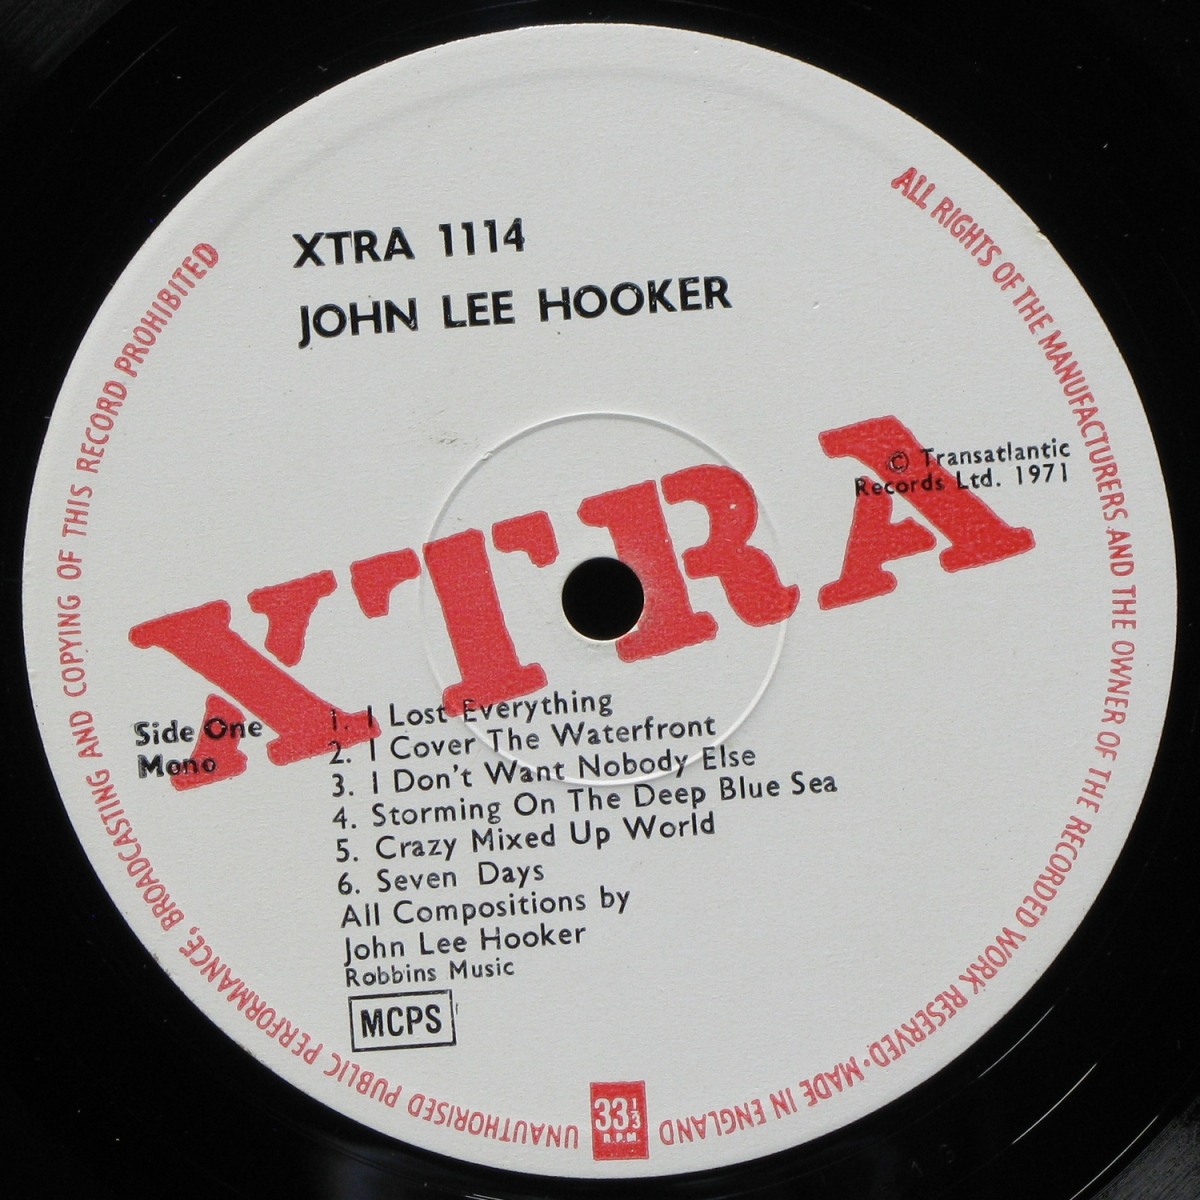 XTRA 1114
JOHN LEE HOOKER
XTRA
© Transatlantic
Records Ltd. 1971
Side One
Mono
1. I Lost Everything
2. I Cover The Waterfront
3. I Don't Want Nobody Else
4. Storming On The Deep Blue Sea
5. Crazy Mixed Up World
6. Seven Days
All Compositions by
John Lee Hooker
Robbins Music
MCPS
33 1/3
R.P.M.
ALL RIGHTS OF THE MANUFACTURERS AND THE OWNER OF THE RECORDED WORK RESERVED · MADE IN ENGLAND
UNAUTHORISED PUBLIC PERFORMANCE, BROADCASTING AND COPYING OF THIS RECORD PROHIBITED